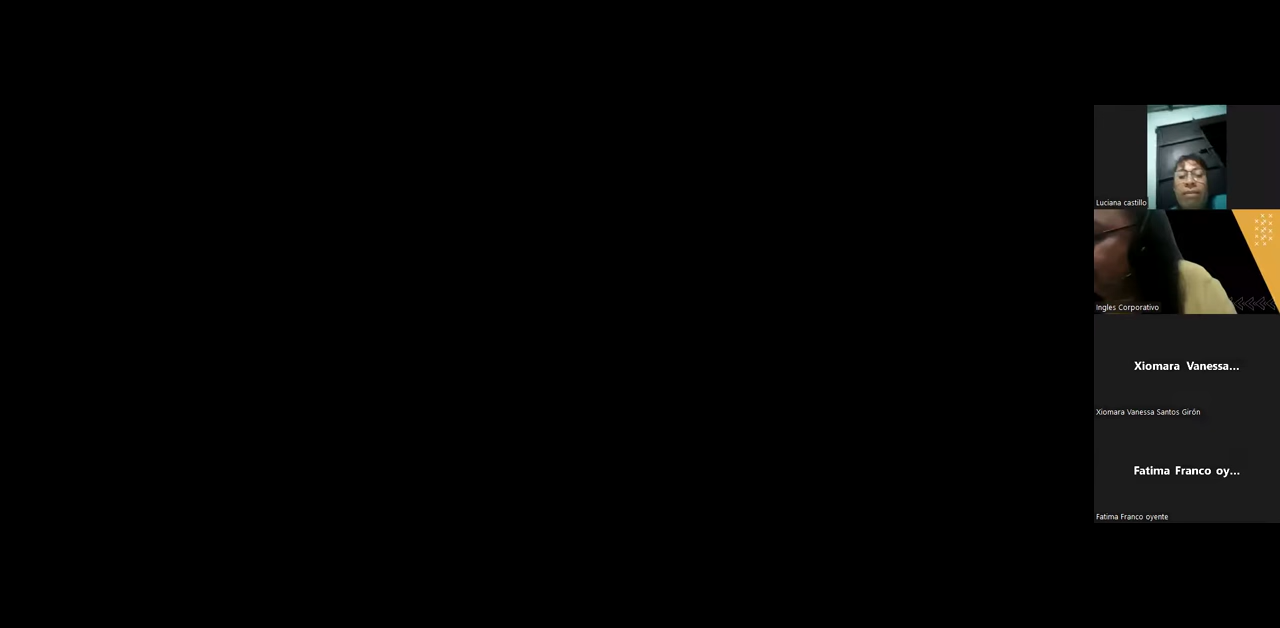 Luciana castillo
Ingles Corporativo
Xiomara Vanessa...
Xiomara Vanessa Santos Girón
Fatima Franco oy...
Fatima Franco oyente